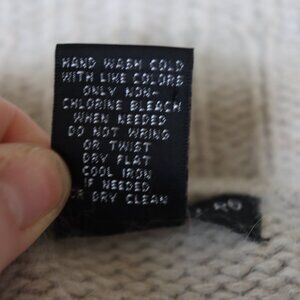 HAND WASH COLD
WITH LIKE COLORS
ONLY NON-
CHLORINE BLEACH
WHEN NEEDED
DO NOT WRING
OR TWIST
DRY FLAT
COOL IRON
IF NEEDED
OR DRY CLEAN